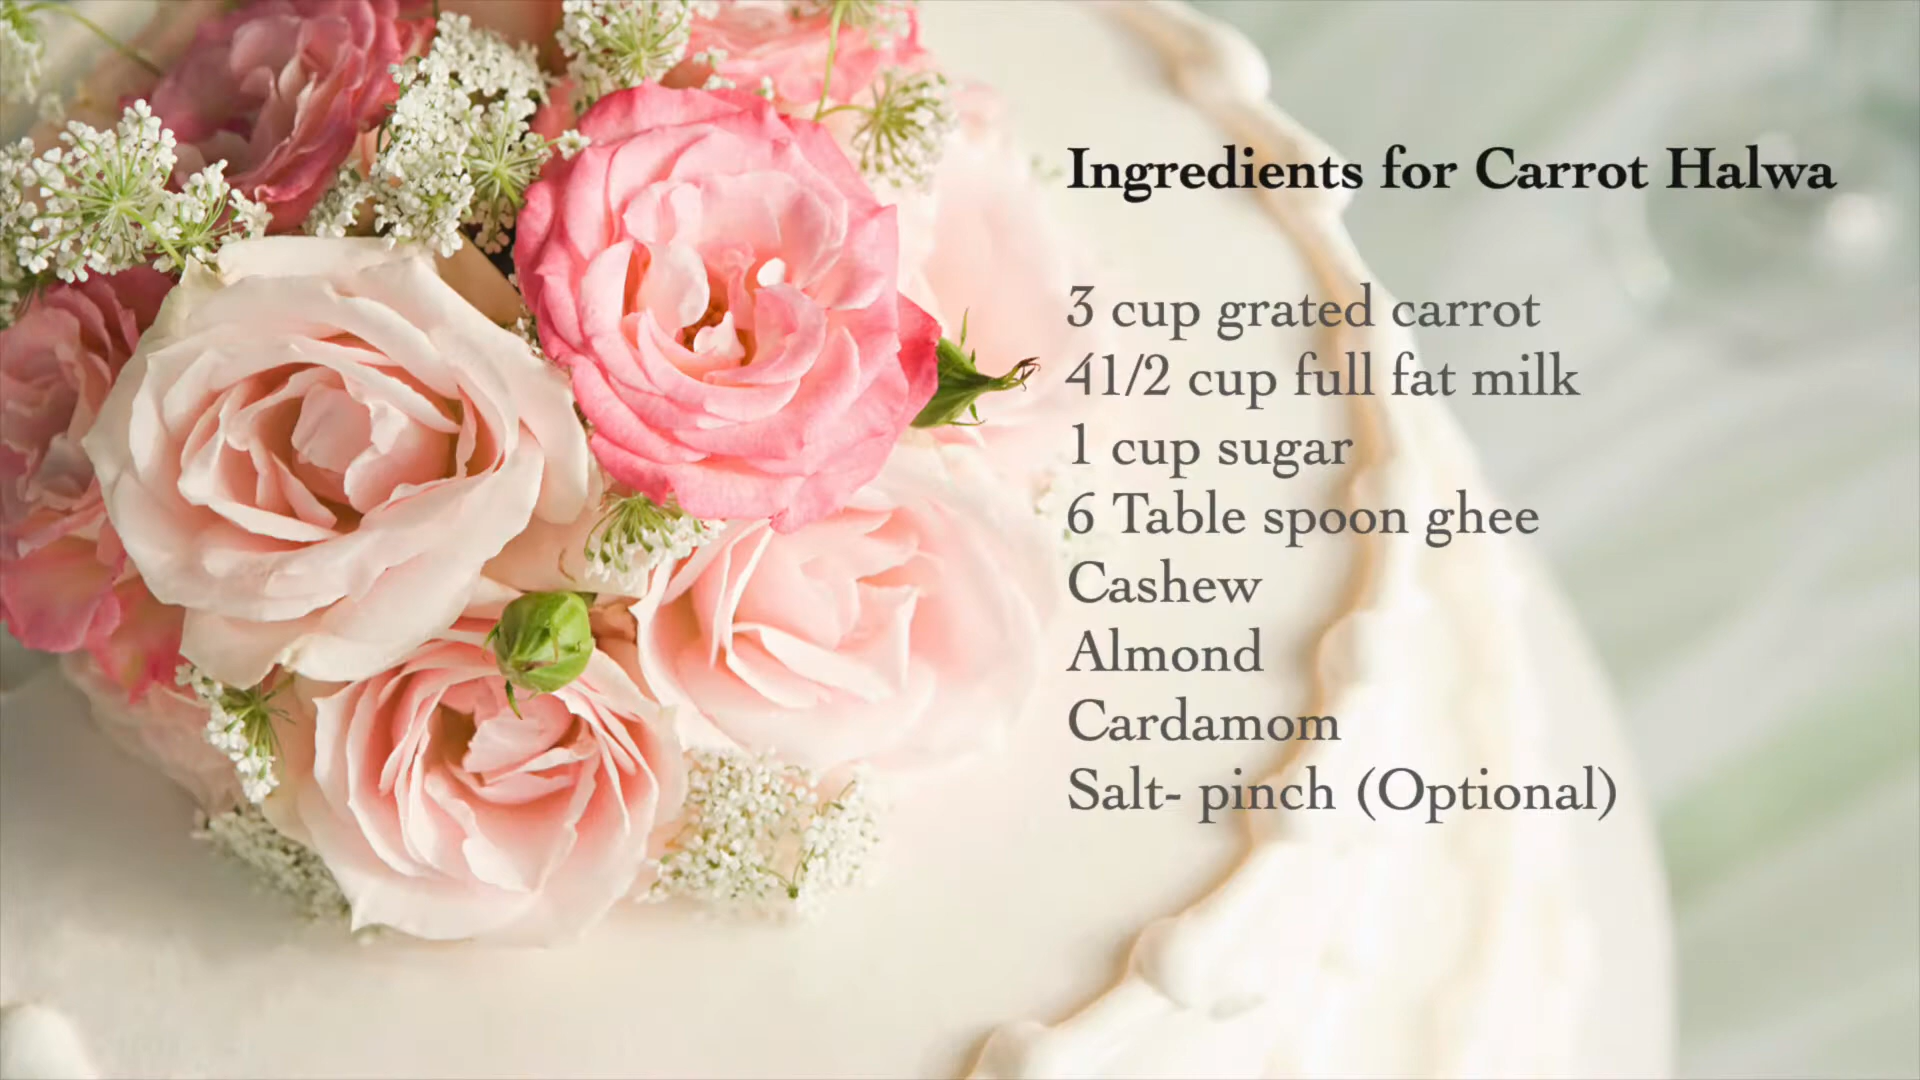 Ingredients for Carrot Halwa
3 cup grated carrot
41/2 cup full fat milk
1 cup sugar
6 Table spoon ghee
Cashew
Almond
Cardamom
Salt- pinch (Optional)